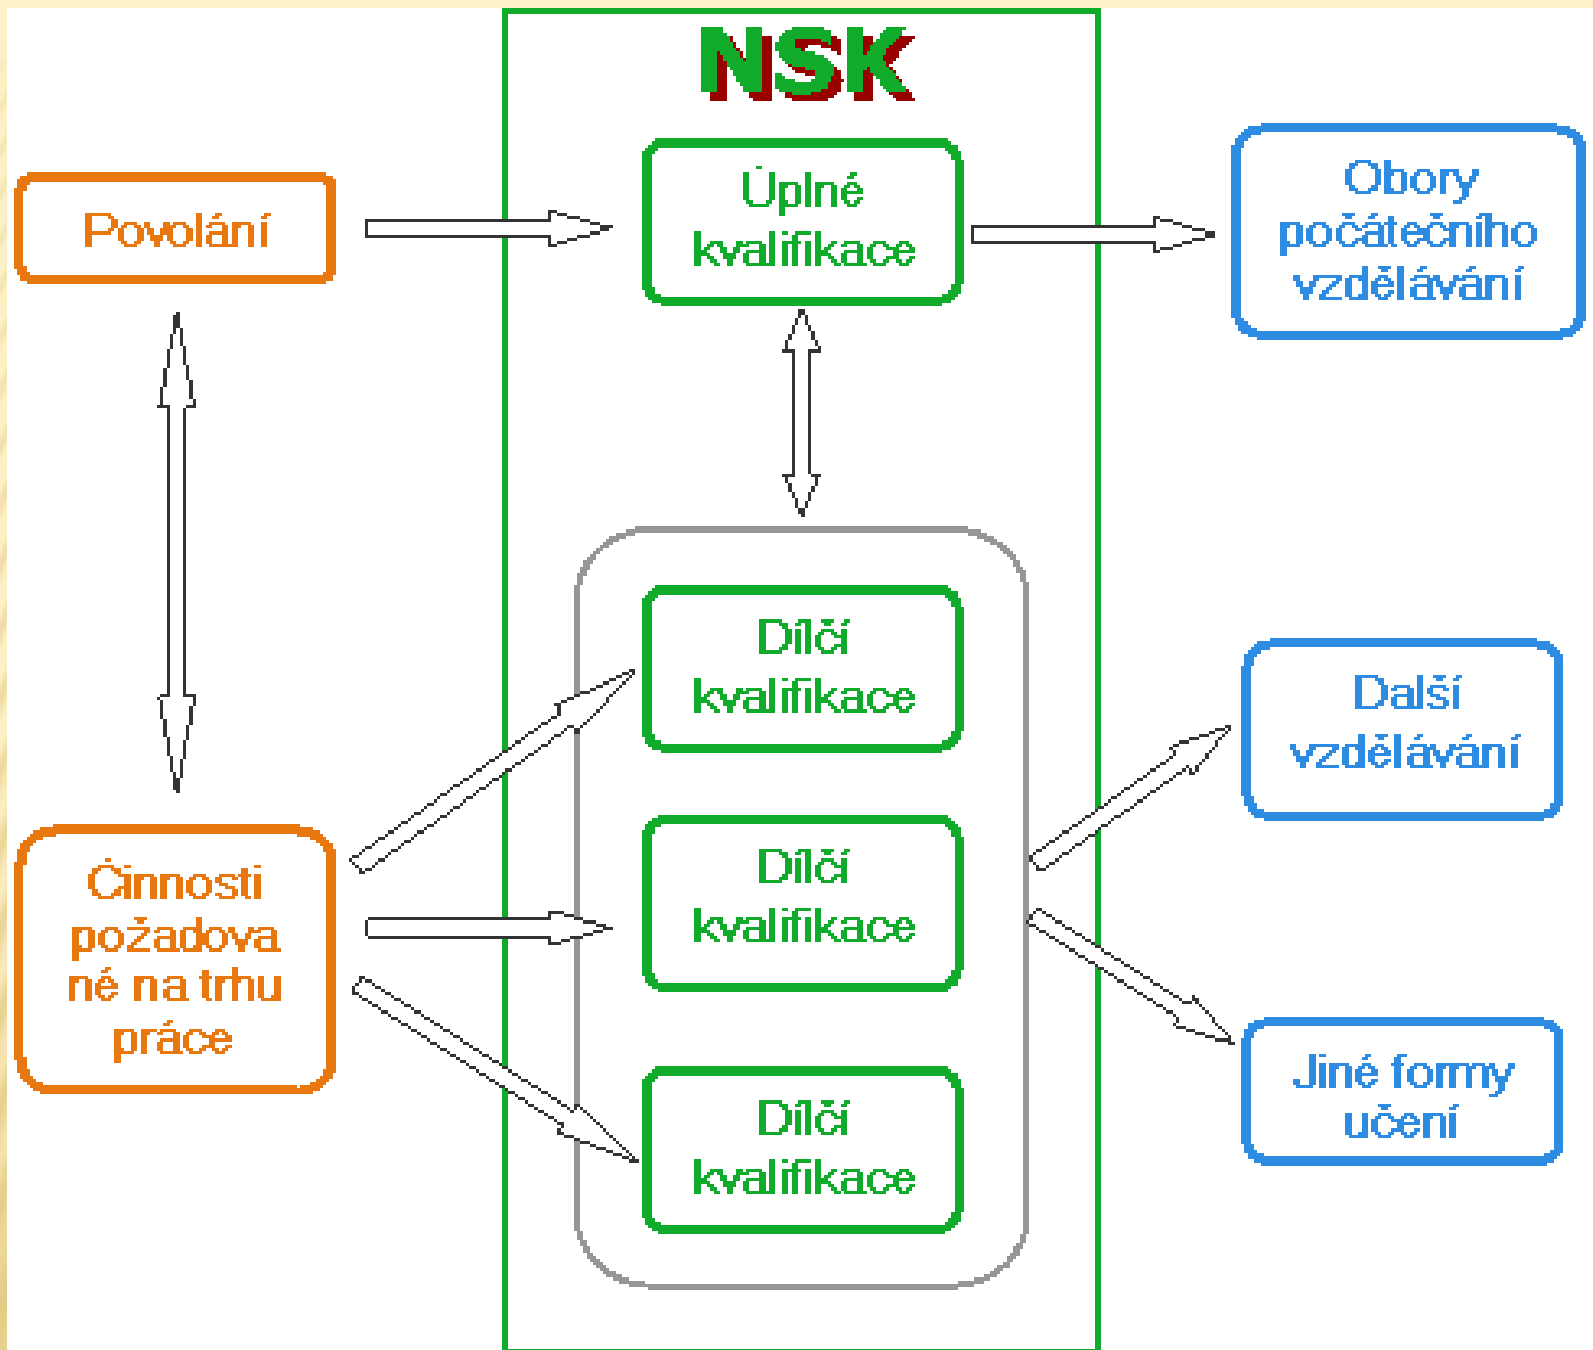 NSK
Povolání
Úplné
kvalifikace
Obory
počátečního
vzdělávání
Dílčí
kvalifikace
Další
vzdělávání
Činnosti
požadova
né na trhu
práce
Dílčí
kvalifikace
Jiné formy
učení
Dílčí
kvalifikace